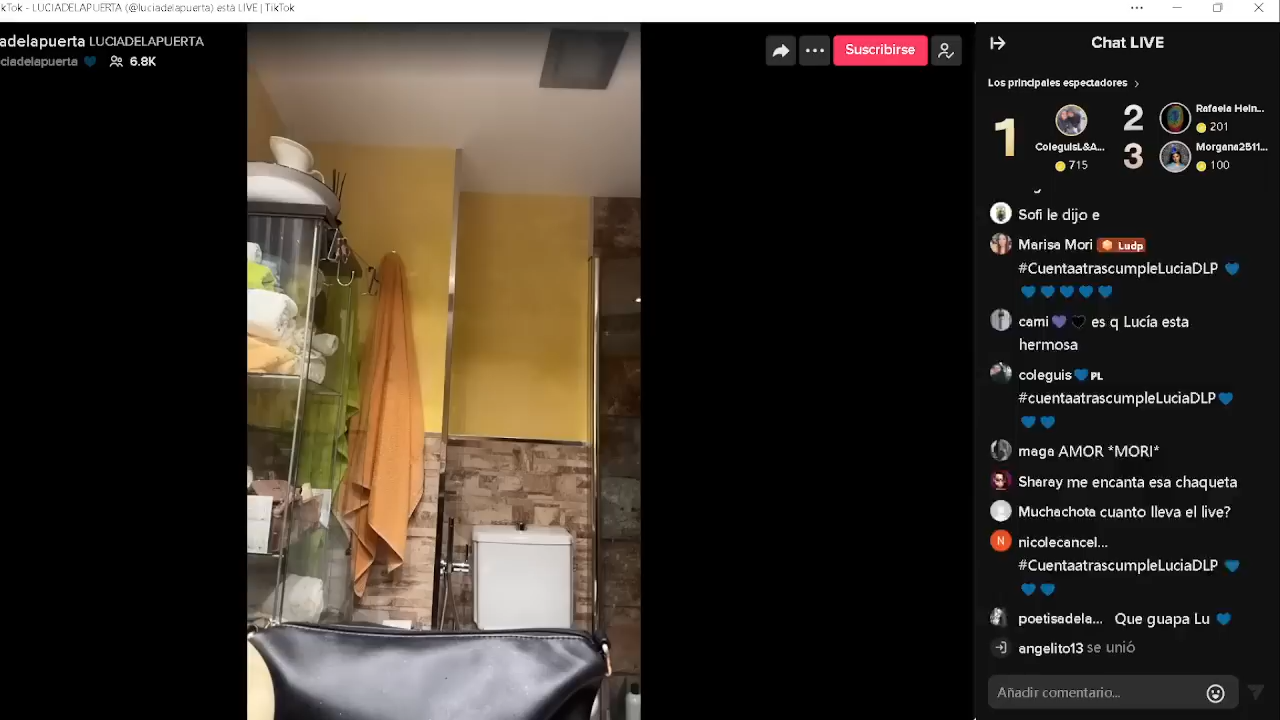 kTok - LUCIADELAPUERTA (@luciadelapuerta) está LIVE | TikTok
adelapuerta LUCIADELAPUERTA
ciadelapuerta 💙 6.8K
Suscribirse
Chat LIVE
Los principales espectadores >
1
ColeguisL&A...
715
2
Rafaela Hein...
201
3
Morgana2511...
100
Sofi le dijo e
Marisa Mori Ludp
#CuentaatrascumpleLuciaDLP 💙
💙💙💙💙💙
cami💜🖤 es q Lucía esta
hermosa
coleguis💙PL
#cuentaatrascumpleLuciaDLP💙
💙💙
maga AMOR *MORI*
Sharay me encanta esa chaqueta
Muchachota cuanto lleva el live?
N
nicolecancel...
#CuentaatrascumpleLuciaDLP 💙
💙💙
poetisadela... Que guapa Lu 💙
angelito13 se unió
Añadir comentario...